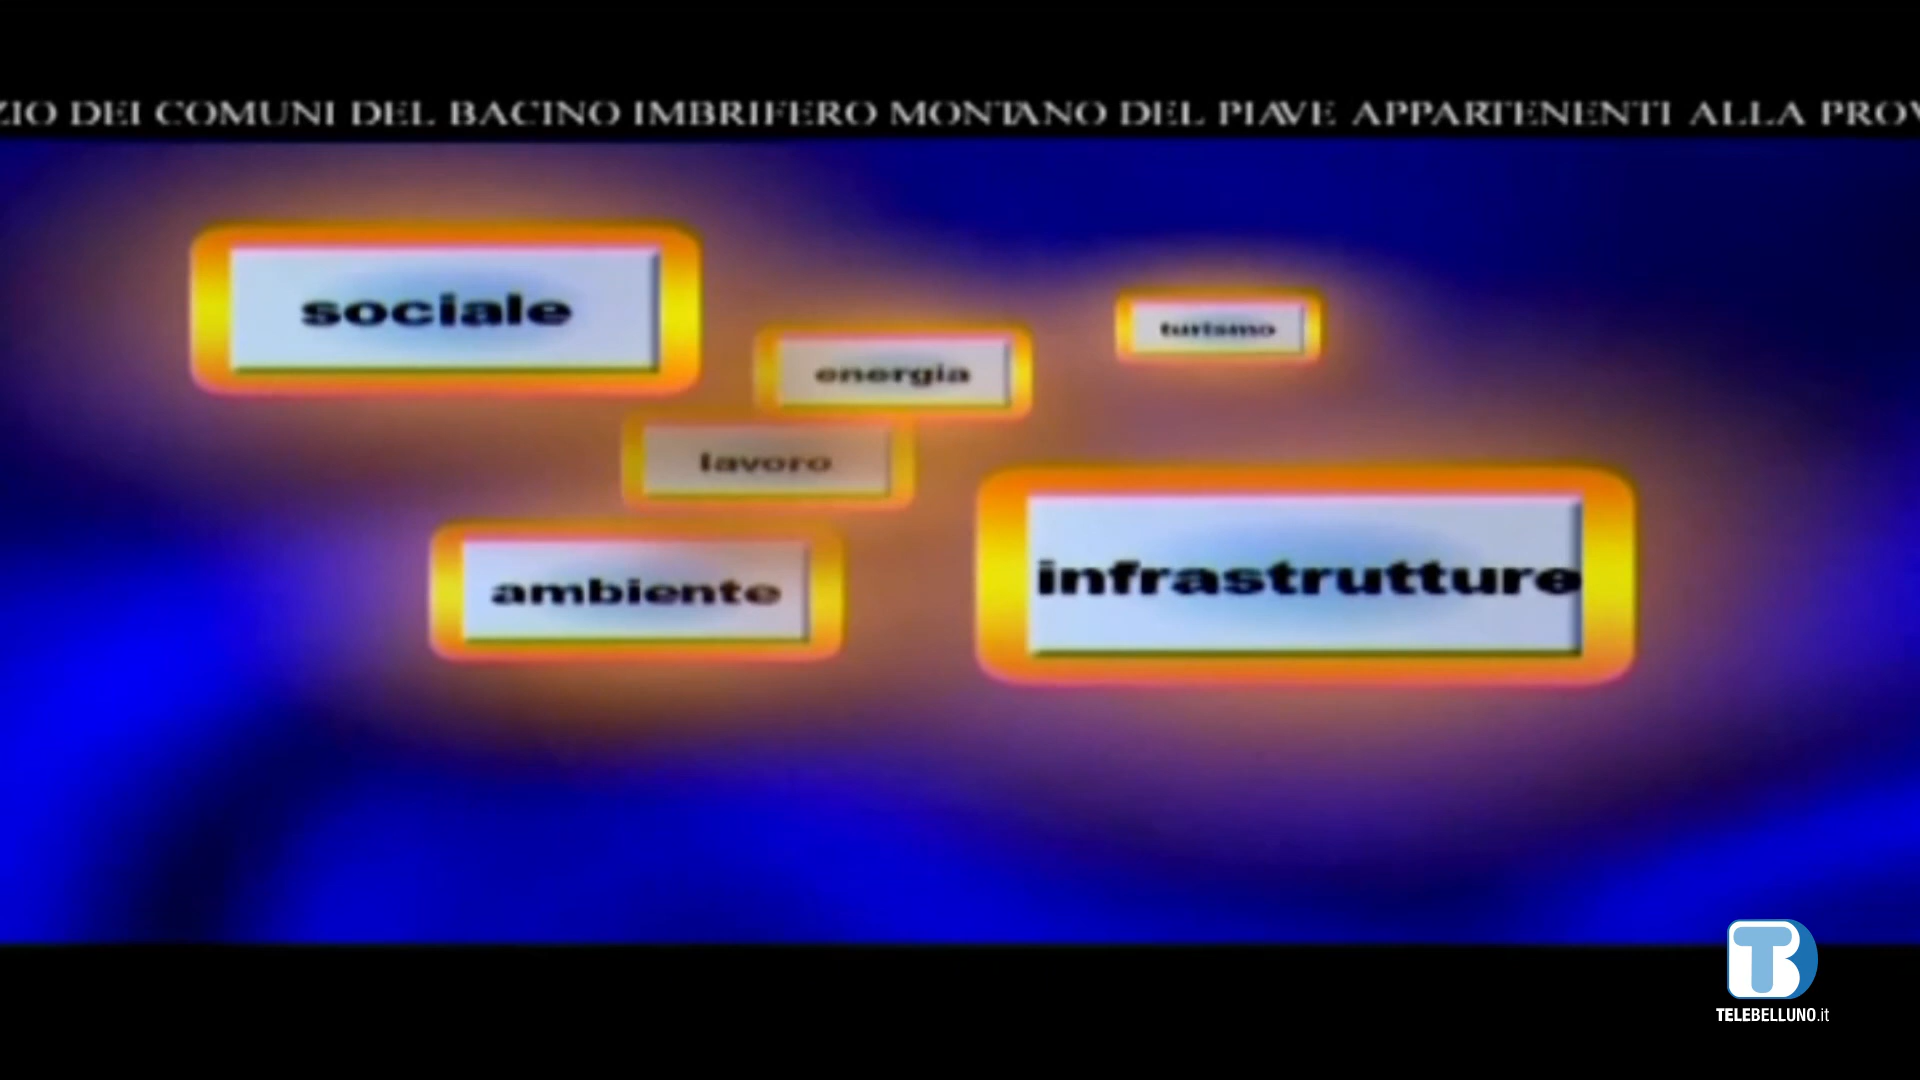 ZIO DEI COMUNI DEL BACINO IMBRIFERO MONTANO DEL PIAVE APPARTENENTI ALLA PROV
sociale
turismo
energia
lavoro
infrastrutture
ambiente
TELEBELLUNO.it